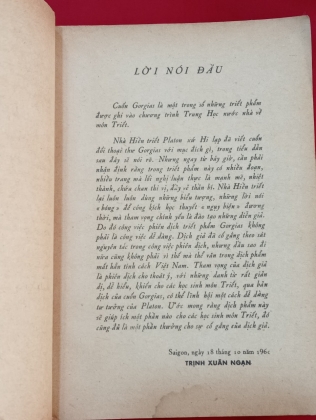 LỜI NÓI ĐẦU
Cuốn Gorgias là một trong số những triết phẩm
được ghi vào chương trình Trung Học nước nhà về
môn Triết.
Nhà Hiền triết Platon xứ Hi lạp đã viết cuốn
đối thoại thư Gorgias với mục đích gì, trong tiểu dẫn
sau đây sẽ nói rõ. Nhưng ngay từ bây giờ, cần phải
nhận định rằng trong triết phẩm này có nhiều đoạn,
nhiều trang mà lối nghị luận thực là mạnh mẽ, nhiệt
thành, chứa chan thi vị, đầy vẻ thần bí. Nhà Hiền triết
lại luôn luôn dùng những biểu tượng, những lời nói
« bóng » để công kích học thuyết « ngụy biện » đương
thời, mà tham vọng chính yếu là đào tạo những diễn giả.
Do đó công việc phiên dịch triết phẩm Gorgias không
phải là công việc dễ dàng. Dịch giả đã cố gắng theo sát
nguyên tác trong công việc phiên dịch, nhưng dầu sao đi
nữa cũng không phải vì thế mà thể văn trong dịch phẩm
mất hẳn tính cách Việt Nam. Tham vọng của dịch giả
là phiên dịch cho thoát ý, với những danh từ rất giản
dị, dễ hiểu, khiến cho các học sinh môn Triết, qua bản
dịch của cuốn Gorgias, có thể lĩnh hội một cách dễ dàng
tư tưởng của Platon. Ước mong rằng dịch phẩm này
sẽ giúp ích một phần nào cho các học sinh môn Triết, đó
cũng đủ là một phần thưởng cho sự cố gắng của dịch giả.
Saigon, ngày 18 tháng 10 năm
TRỊNH XUÂN NGẠN